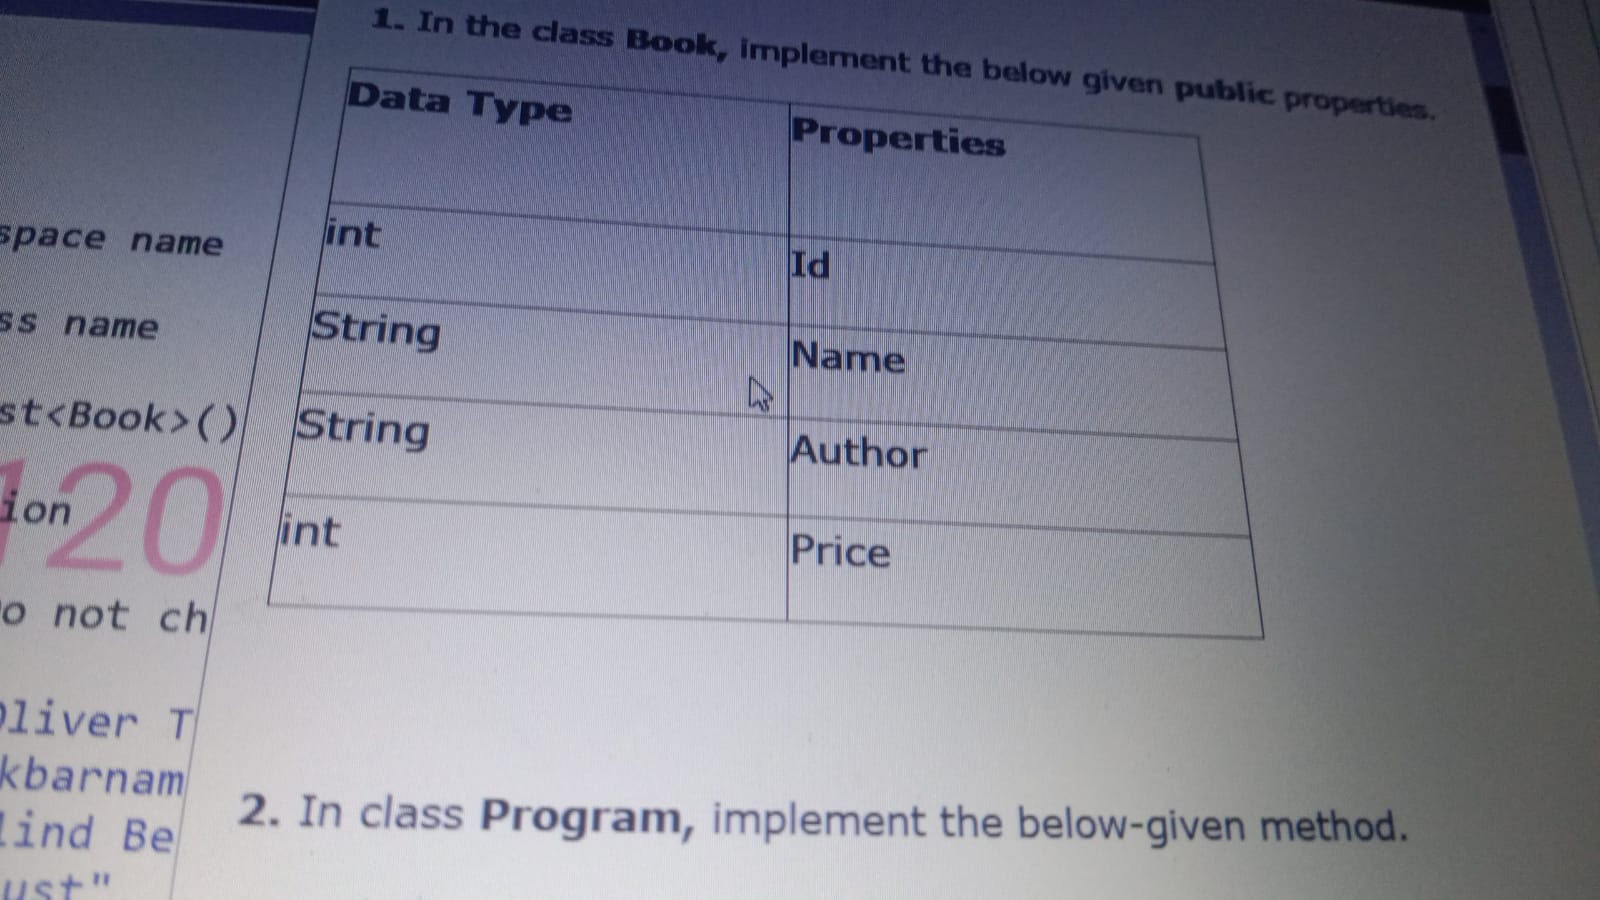 1. In the class Book, implement the below given public properties.
Data Type Properties
int Id
String Name
String Author
int Price
2. In class Program, implement the below-given method.
space name
ss name
st<Book>()
ion
120
o not ch
Oliver T
kbarnam
lind Be
ust"